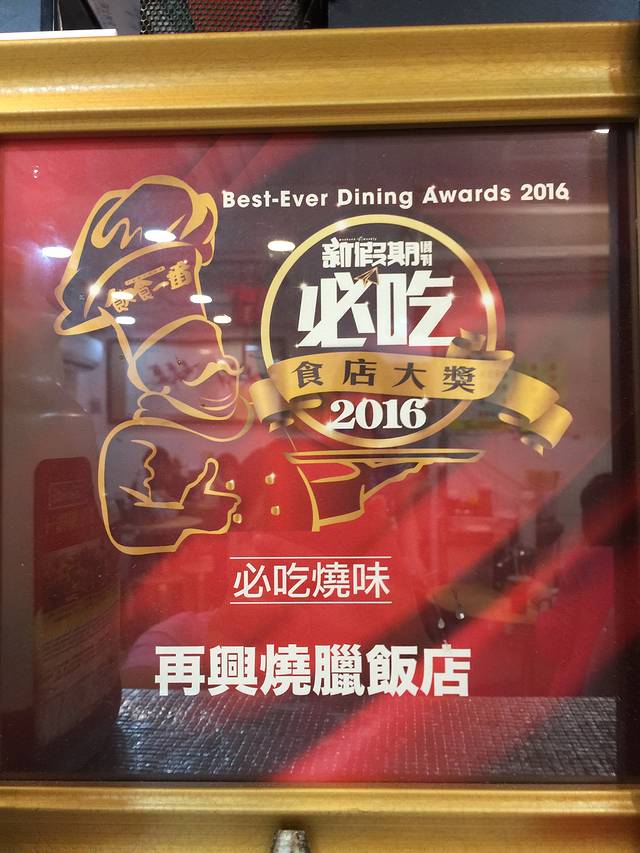 Best-Ever Dining Awards 2016
新假期週刊
必吃
食店大獎
2016
必吃燒味
再興燒臘飯店